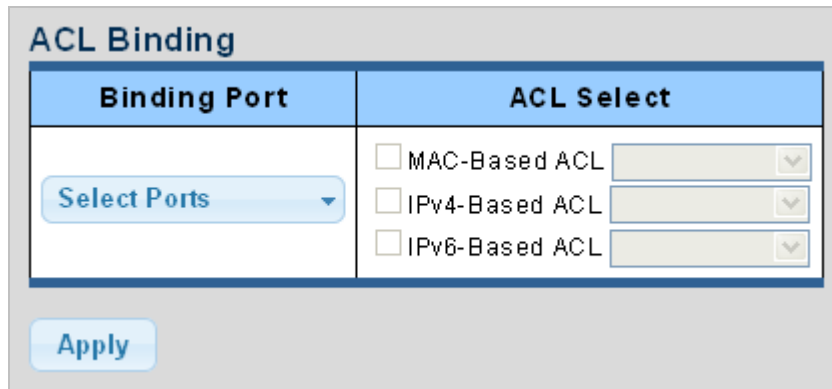 ACL Binding
Binding Port ACL Select
Select Ports
MAC-Based ACL
IPv4-Based ACL
IPv6-Based ACL
Apply